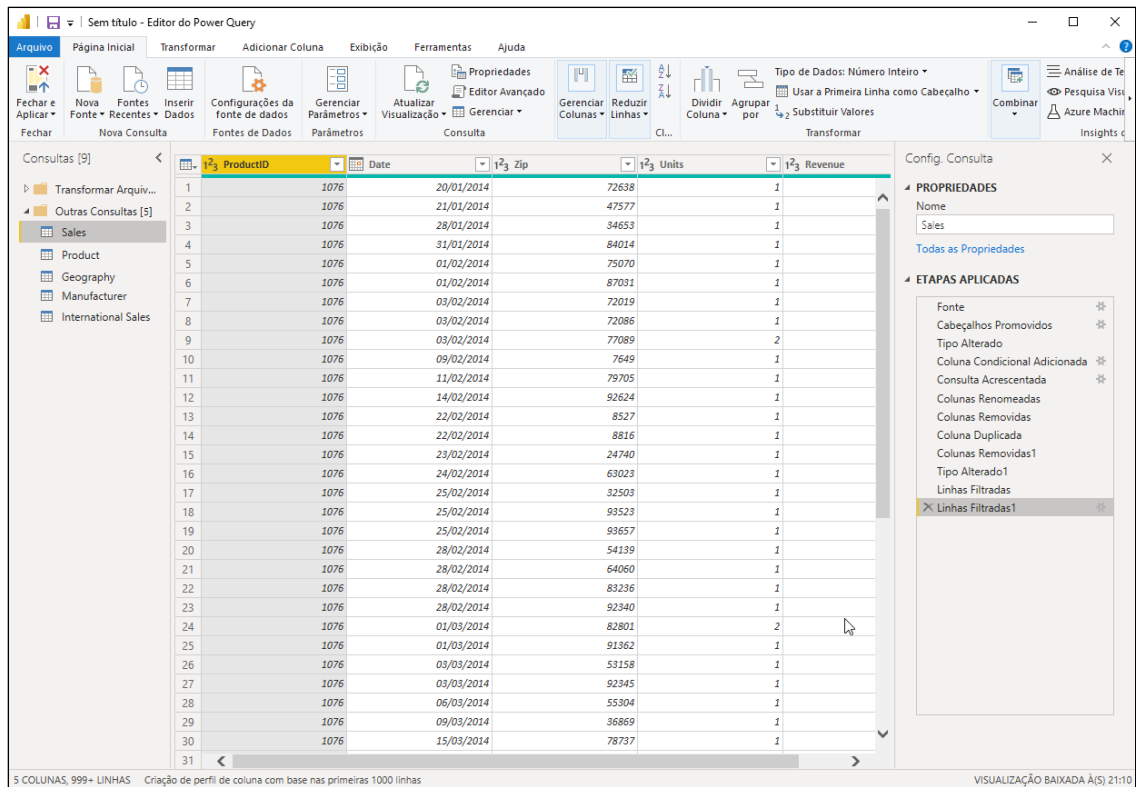 Sem título - Editor do Power Query
Arquivo Página Inicial Transformar Adicionar Coluna Exibição Ferramentas Ajuda
Fechar e Aplicar
Fechar
Nova Fonte
Fontes Recentes
Inserir Dados
Nova Consulta
Configurações da fonte de dados
Fontes de Dados
Gerenciar Parâmetros
Parâmetros
Atualizar Visualização
Propriedades
Editor Avançado
Gerenciar
Consulta
Gerenciar Colunas
Reduzir Linhas
Cl...
Dividir Coluna
Agrupar por
Tipo de Dados: Número Inteiro
Usar a Primeira Linha como Cabeçalho
Substituir Valores
Transformar
Combinar
Análise de Te
Pesquisa Visu
Azure Machir
Insights
Consultas [9]
Transformar Arquiv...
Outras Consultas [5]
Sales
Product
Geography
Manufacturer
International Sales
ProductID Date Zip Units Revenue
1 1076 20/01/2014 72638 1
2 1076 21/01/2014 47577 1
3 1076 28/01/2014 34653 1
4 1076 31/01/2014 84014 1
5 1076 01/02/2014 75070 1
6 1076 01/02/2014 87031 1
7 1076 03/02/2014 72019 1
8 1076 03/02/2014 72086 1
9 1076 03/02/2014 77089 2
10 1076 09/02/2014 7649 1
11 1076 11/02/2014 79705 1
12 1076 14/02/2014 92624 1
13 1076 22/02/2014 8527 1
14 1076 22/02/2014 8816 1
15 1076 23/02/2014 24740 1
16 1076 24/02/2014 63023 1
17 1076 25/02/2014 32503 1
18 1076 25/02/2014 93523 1
19 1076 25/02/2014 93657 1
20 1076 28/02/2014 54139 1
21 1076 28/02/2014 64060 1
22 1076 28/02/2014 83236 1
23 1076 28/02/2014 92340 1
24 1076 01/03/2014 82801 2
25 1076 01/03/2014 91362 1
26 1076 03/03/2014 53158 1
27 1076 03/03/2014 92345 1
28 1076 06/03/2014 55304 1
29 1076 09/03/2014 36869 1
30 1076 15/03/2014 78737 1
31
Config. Consulta
PROPRIEDADES
Nome
Sales
Todas as Propriedades
ETAPAS APLICADAS
Fonte
Cabeçalhos Promovidos
Tipo Alterado
Coluna Condicional Adicionada
Consulta Acrescentada
Colunas Renomeadas
Colunas Removidas
Coluna Duplicada
Colunas Removidas1
Tipo Alterado1
Linhas Filtradas
Linhas Filtradas1
5 COLUNAS, 999+ LINHAS Criação de perfil de coluna com base nas primeiras 1000 linhas
VISUALIZAÇÃO BAIXADA À(S) 21:10